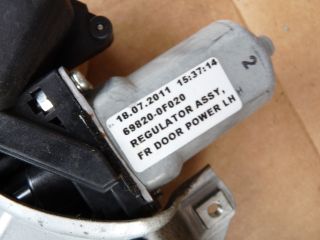 18.07.2011 15:37:14
69820-0F020
REGULATOR ASSY,
FR DOOR POWER LH
2